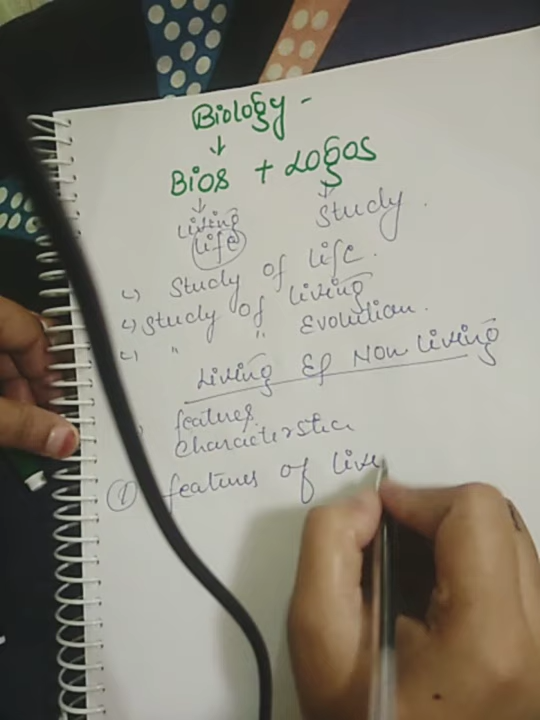 Biology -
↓
Bios + Logos
↓ ↓
living Study.
life
↳ Study of life.
↳ Study of living
↳ " " Evolution.
Living & Non living
features
characteristics
① features of live